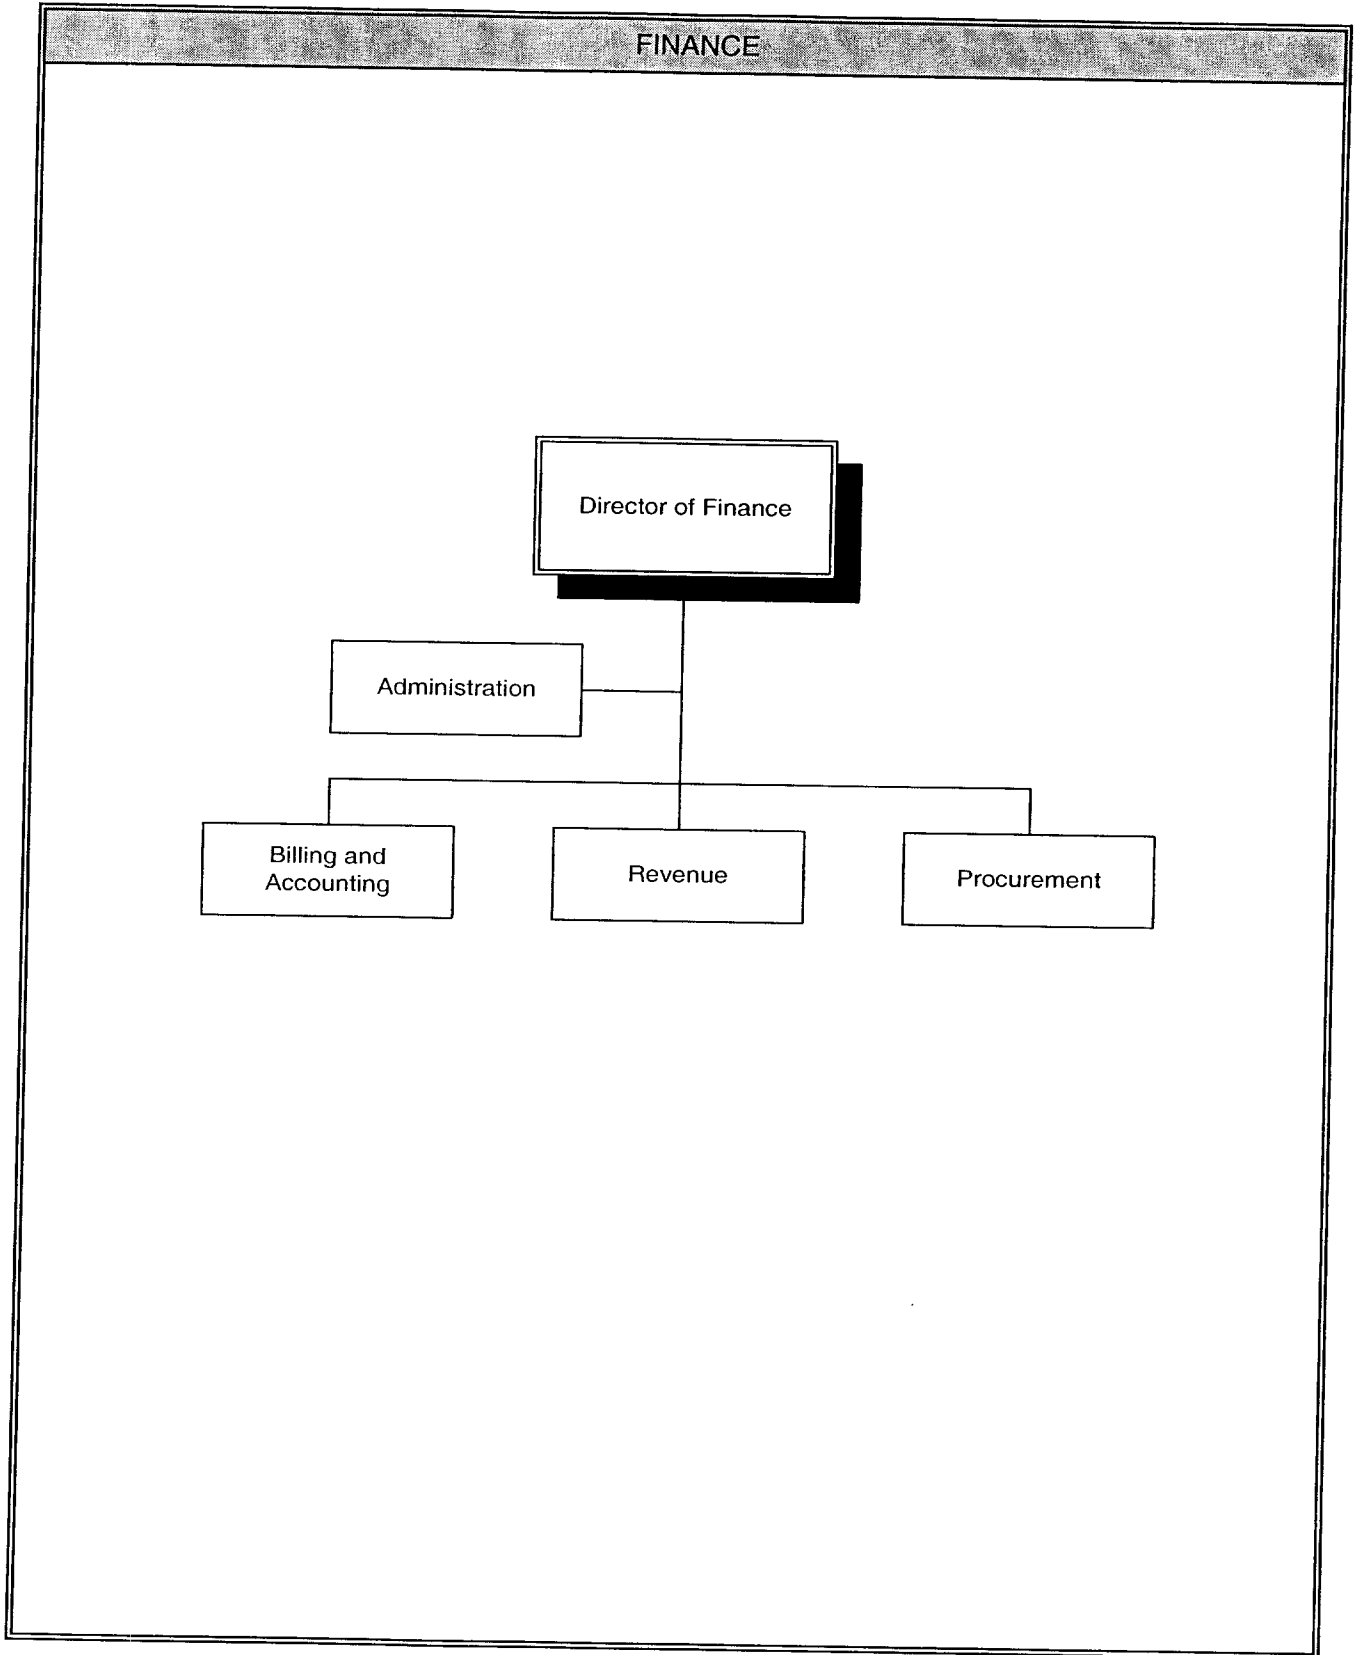 FINANCE
Director of Finance
Administration
Billing and
Accounting
Revenue
Procurement